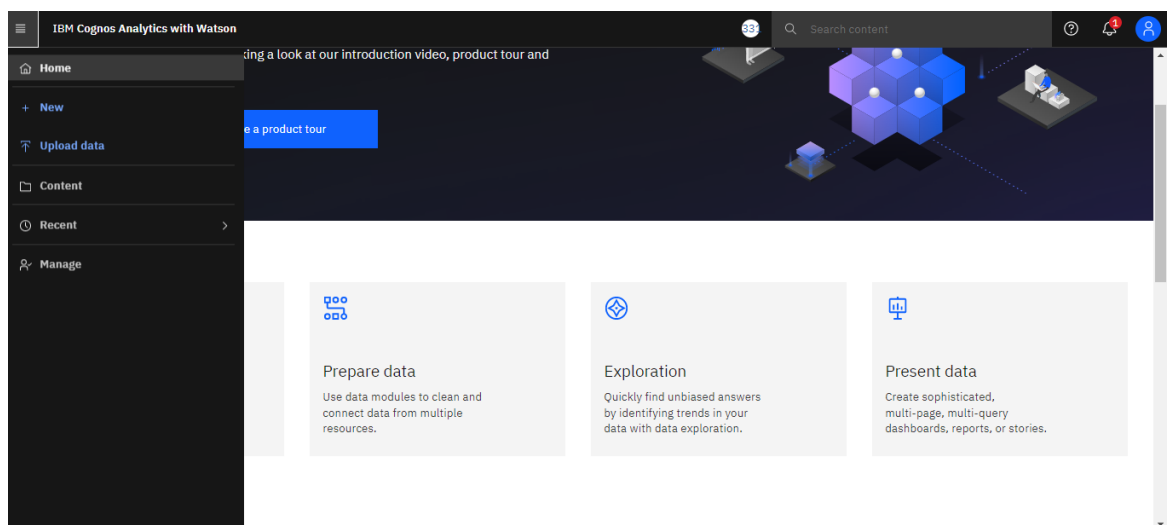 IBM Cognos Analytics with Watson
Search content
1
Home
king a look at our introduction video, product tour and
New
e a product tour
Upload data
Content
Recent
Manage
Prepare data
Use data modules to clean and
connect data from multiple
resources.
Exploration
Quickly find unbiased answers
by identifying trends in your
data with data exploration.
Present data
Create sophisticated,
multi-page, multi-query
dashboards, reports, or stories.